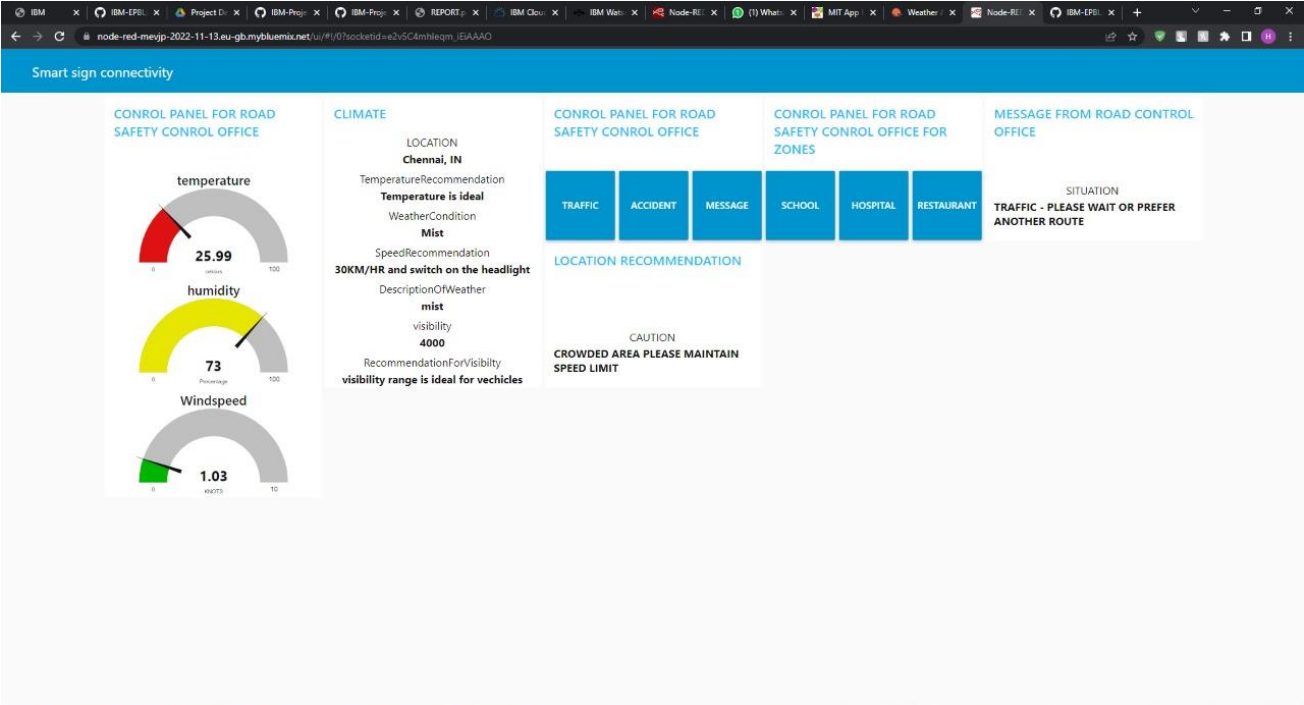 IBM
IBM-EPBL
Project De
IBM-Proje
IBM-Proje
REPORT.p
IBM Clou
IBM Wats
Node-RED
(1) Whats
MIT App
Weather
Node-RED
IBM-EPBL
node-red-mevjp-2022-11-13.eu-gb.mybluemix.net/ui/#!/0?socketid=e2v5C4mhleqm_iEiAAAO
H
Smart sign connectivity
CONROL PANEL FOR ROAD
SAFETY CONROL OFFICE
temperature
25.99
0
celsius
100
humidity
73
0
Percentage
100
Windspeed
1.03
0
KNOTS
10
CLIMATE
LOCATION
Chennai, IN
TemperatureRecommendation
Temperature is ideal
WeatherCondition
Mist
SpeedRecommendation
30KM/HR and switch on the headlight
DescriptionOfWeather
mist
visibility
4000
RecommendationForVisibilty
visibility range is ideal for vechicles
CONROL PANEL FOR ROAD
SAFETY CONROL OFFICE
TRAFFIC
ACCIDENT
MESSAGE
LOCATION RECOMMENDATION
CAUTION
CROWDED AREA PLEASE MAINTAIN
SPEED LIMIT
CONROL PANEL FOR ROAD
SAFETY CONROL OFFICE FOR
ZONES
SCHOOL
HOSPITAL
RESTAURANT
MESSAGE FROM ROAD CONTROL
OFFICE
SITUATION
TRAFFIC - PLEASE WAIT OR PREFER
ANOTHER ROUTE